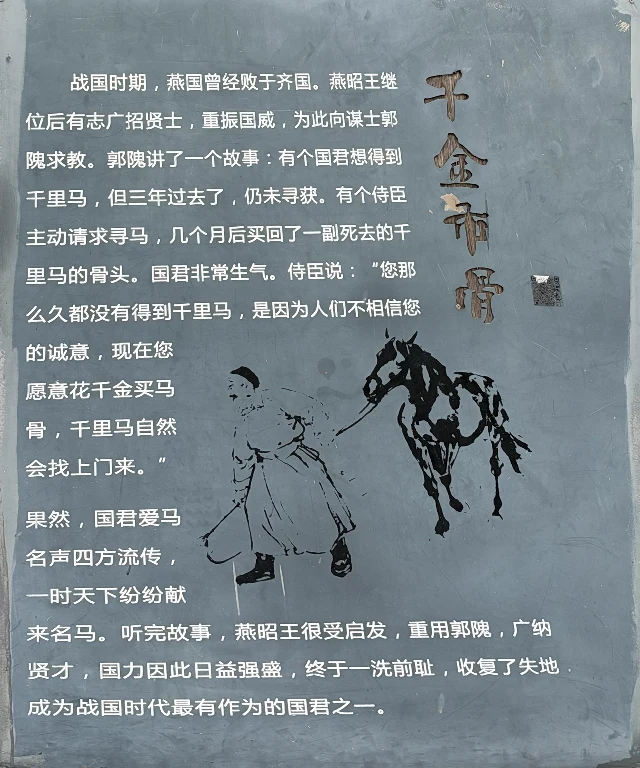 千金市骨
战国时期，燕国曾经败于齐国。燕昭王继
位后有志广招贤士，重振国威，为此向谋士郭
隗求教。郭隗讲了一个故事：有个国君想得到
千里马，但三年过去了，仍未寻获。有个侍臣
主动请求寻马，几个月后买回了一副死去的千
里马的骨头。国君非常生气。侍臣说：“您那
么久都没有得到千里马，是因为人们不相信您
的诚意，现在您
愿意花千金买马
骨，千里马自然
会找上门来。”
果然，国君爱马
名声四方流传，
一时天下纷纷献
来名马。听完故事，燕昭王很受启发，重用郭隗，广纳
贤才，国力因此日益强盛，终于一洗前耻，收复了失地
成为战国时代最有作为的国君之一。